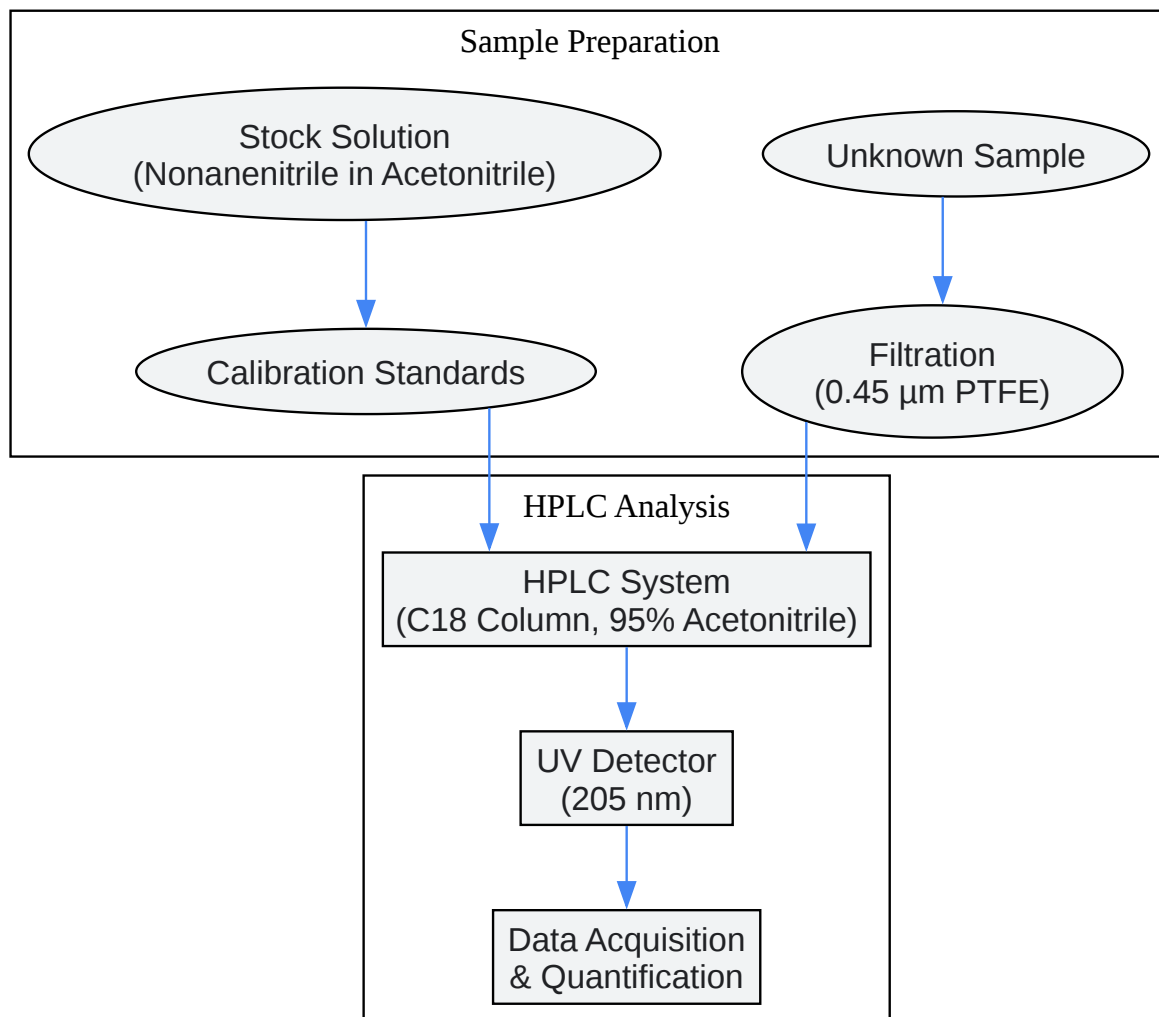 Sample Preparation
Stock Solution
(Nonanenitrile in Acetonitrile)
Unknown Sample
Calibration Standards
Filtration
(0.45 µm PTFE)
HPLC Analysis
HPLC System
(C18 Column, 95% Acetonitrile)
UV Detector
(205 nm)
Data Acquisition
& Quantification